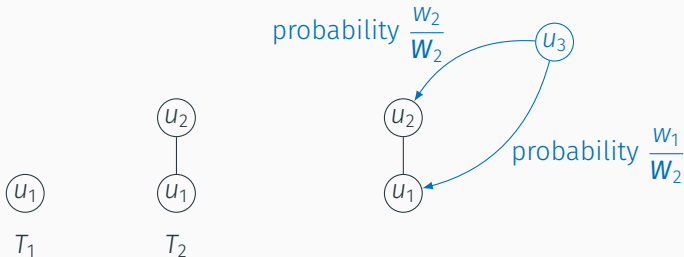 probability w₂/W₂
u₃
u₂
u₂
probability w₁/W₂
u₁
u₁
u₁
T₁
T₂